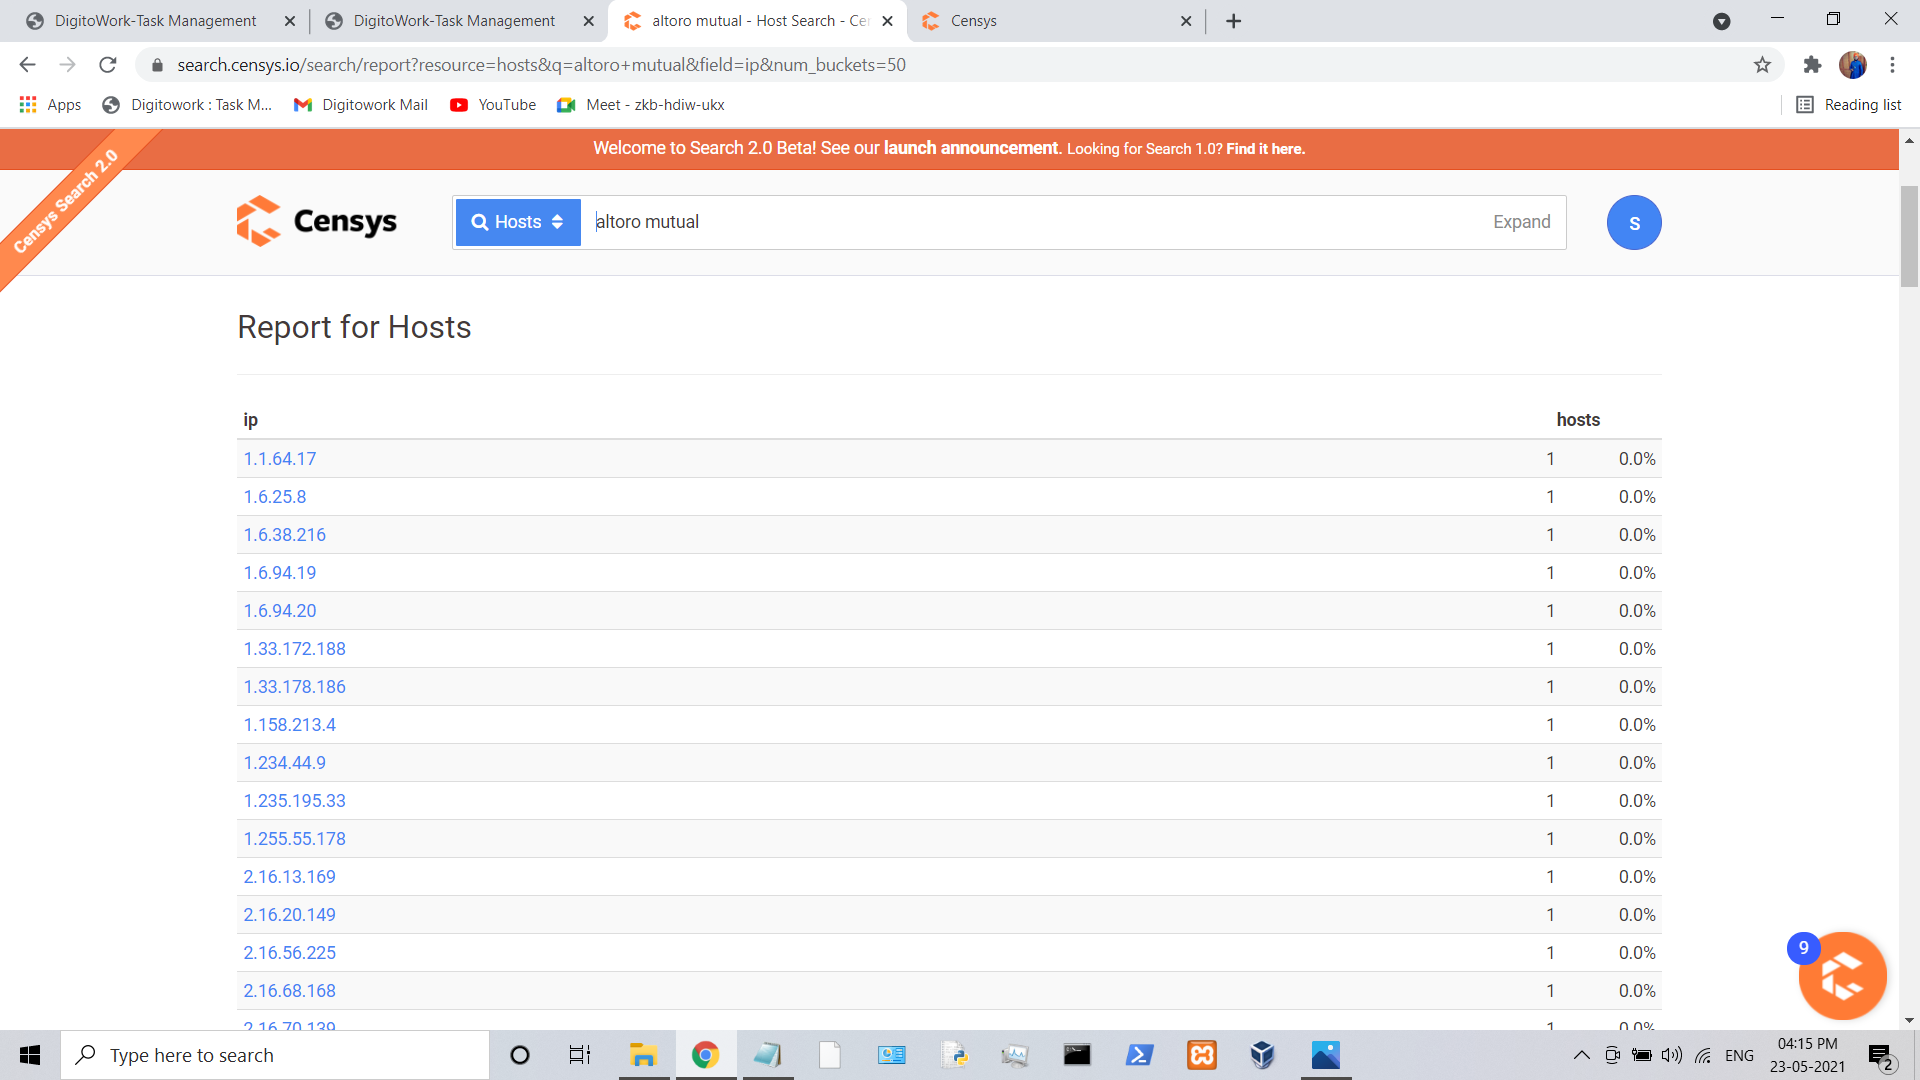 DigitoWork-Task Management
DigitoWork-Task Management
altoro mutual - Host Search - Ce
Censys
search.censys.io/search/report?resource=hosts&q=altoro+mutual&field=ip&num_buckets=50
Apps
Digitowork : Task M...
Digitowork Mail
YouTube
Meet - zkb-hdiw-ukx
Reading list
Welcome to Search 2.0 Beta! See our launch announcement. Looking for Search 1.0? Find it here.
Censys Search 2.0
Censys
Hosts
altoro mutual
Expand
S
Report for Hosts
ip hosts
1.1.64.17 1 0.0%
1.6.25.8 1 0.0%
1.6.38.216 1 0.0%
1.6.94.19 1 0.0%
1.6.94.20 1 0.0%
1.33.172.188 1 0.0%
1.33.178.186 1 0.0%
1.158.213.4 1 0.0%
1.234.44.9 1 0.0%
1.235.195.33 1 0.0%
1.255.55.178 1 0.0%
2.16.13.169 1 0.0%
2.16.20.149 1 0.0%
2.16.56.225 1 0.0%
2.16.68.168 1 0.0%
2.16.70.139 1 0.0%
9
Type here to search
ENG
04:15 PM
23-05-2021
2